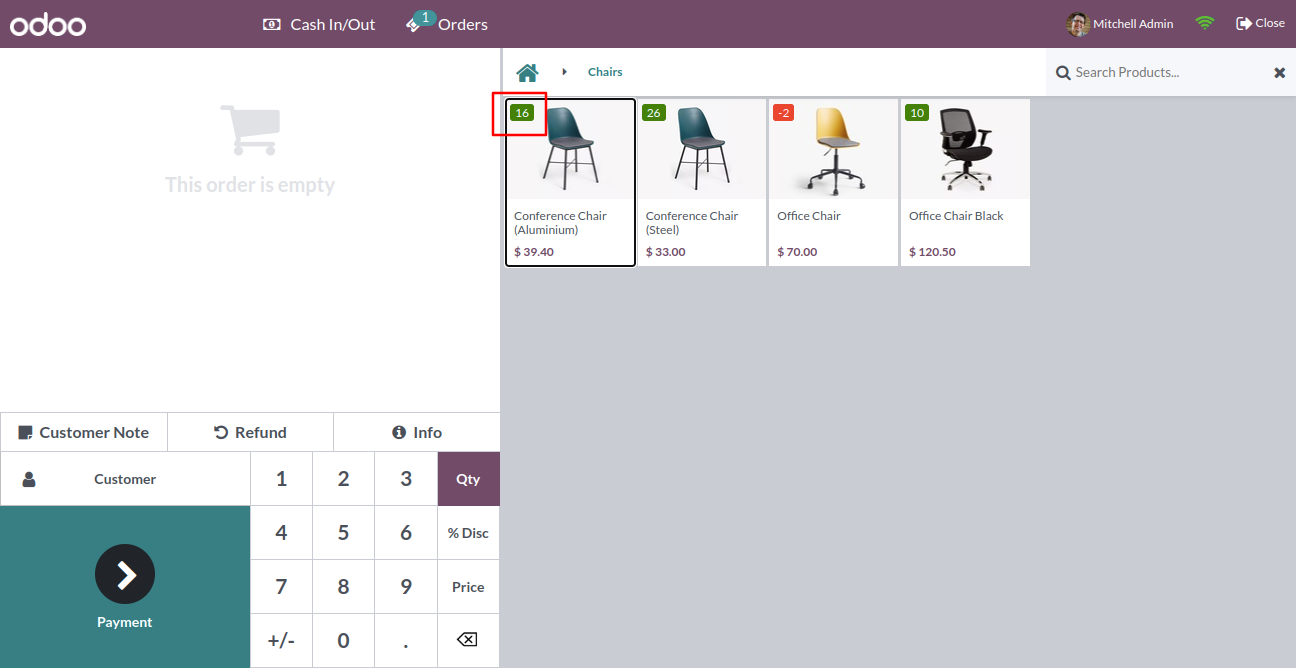 odoo
Cash In/Out
1
Orders
Mitchell Admin
Close
This order is empty
Chairs
Search Products...
16
26
-2
10
Conference Chair
(Aluminium)
$ 39.40
Conference Chair
(Steel)
$ 33.00
Office Chair
$ 70.00
Office Chair Black
$ 120.50
Customer Note
Refund
Info
Customer
1
2
3
Qty
4
5
6
% Disc
7
8
9
Price
Payment
+/-
0
.